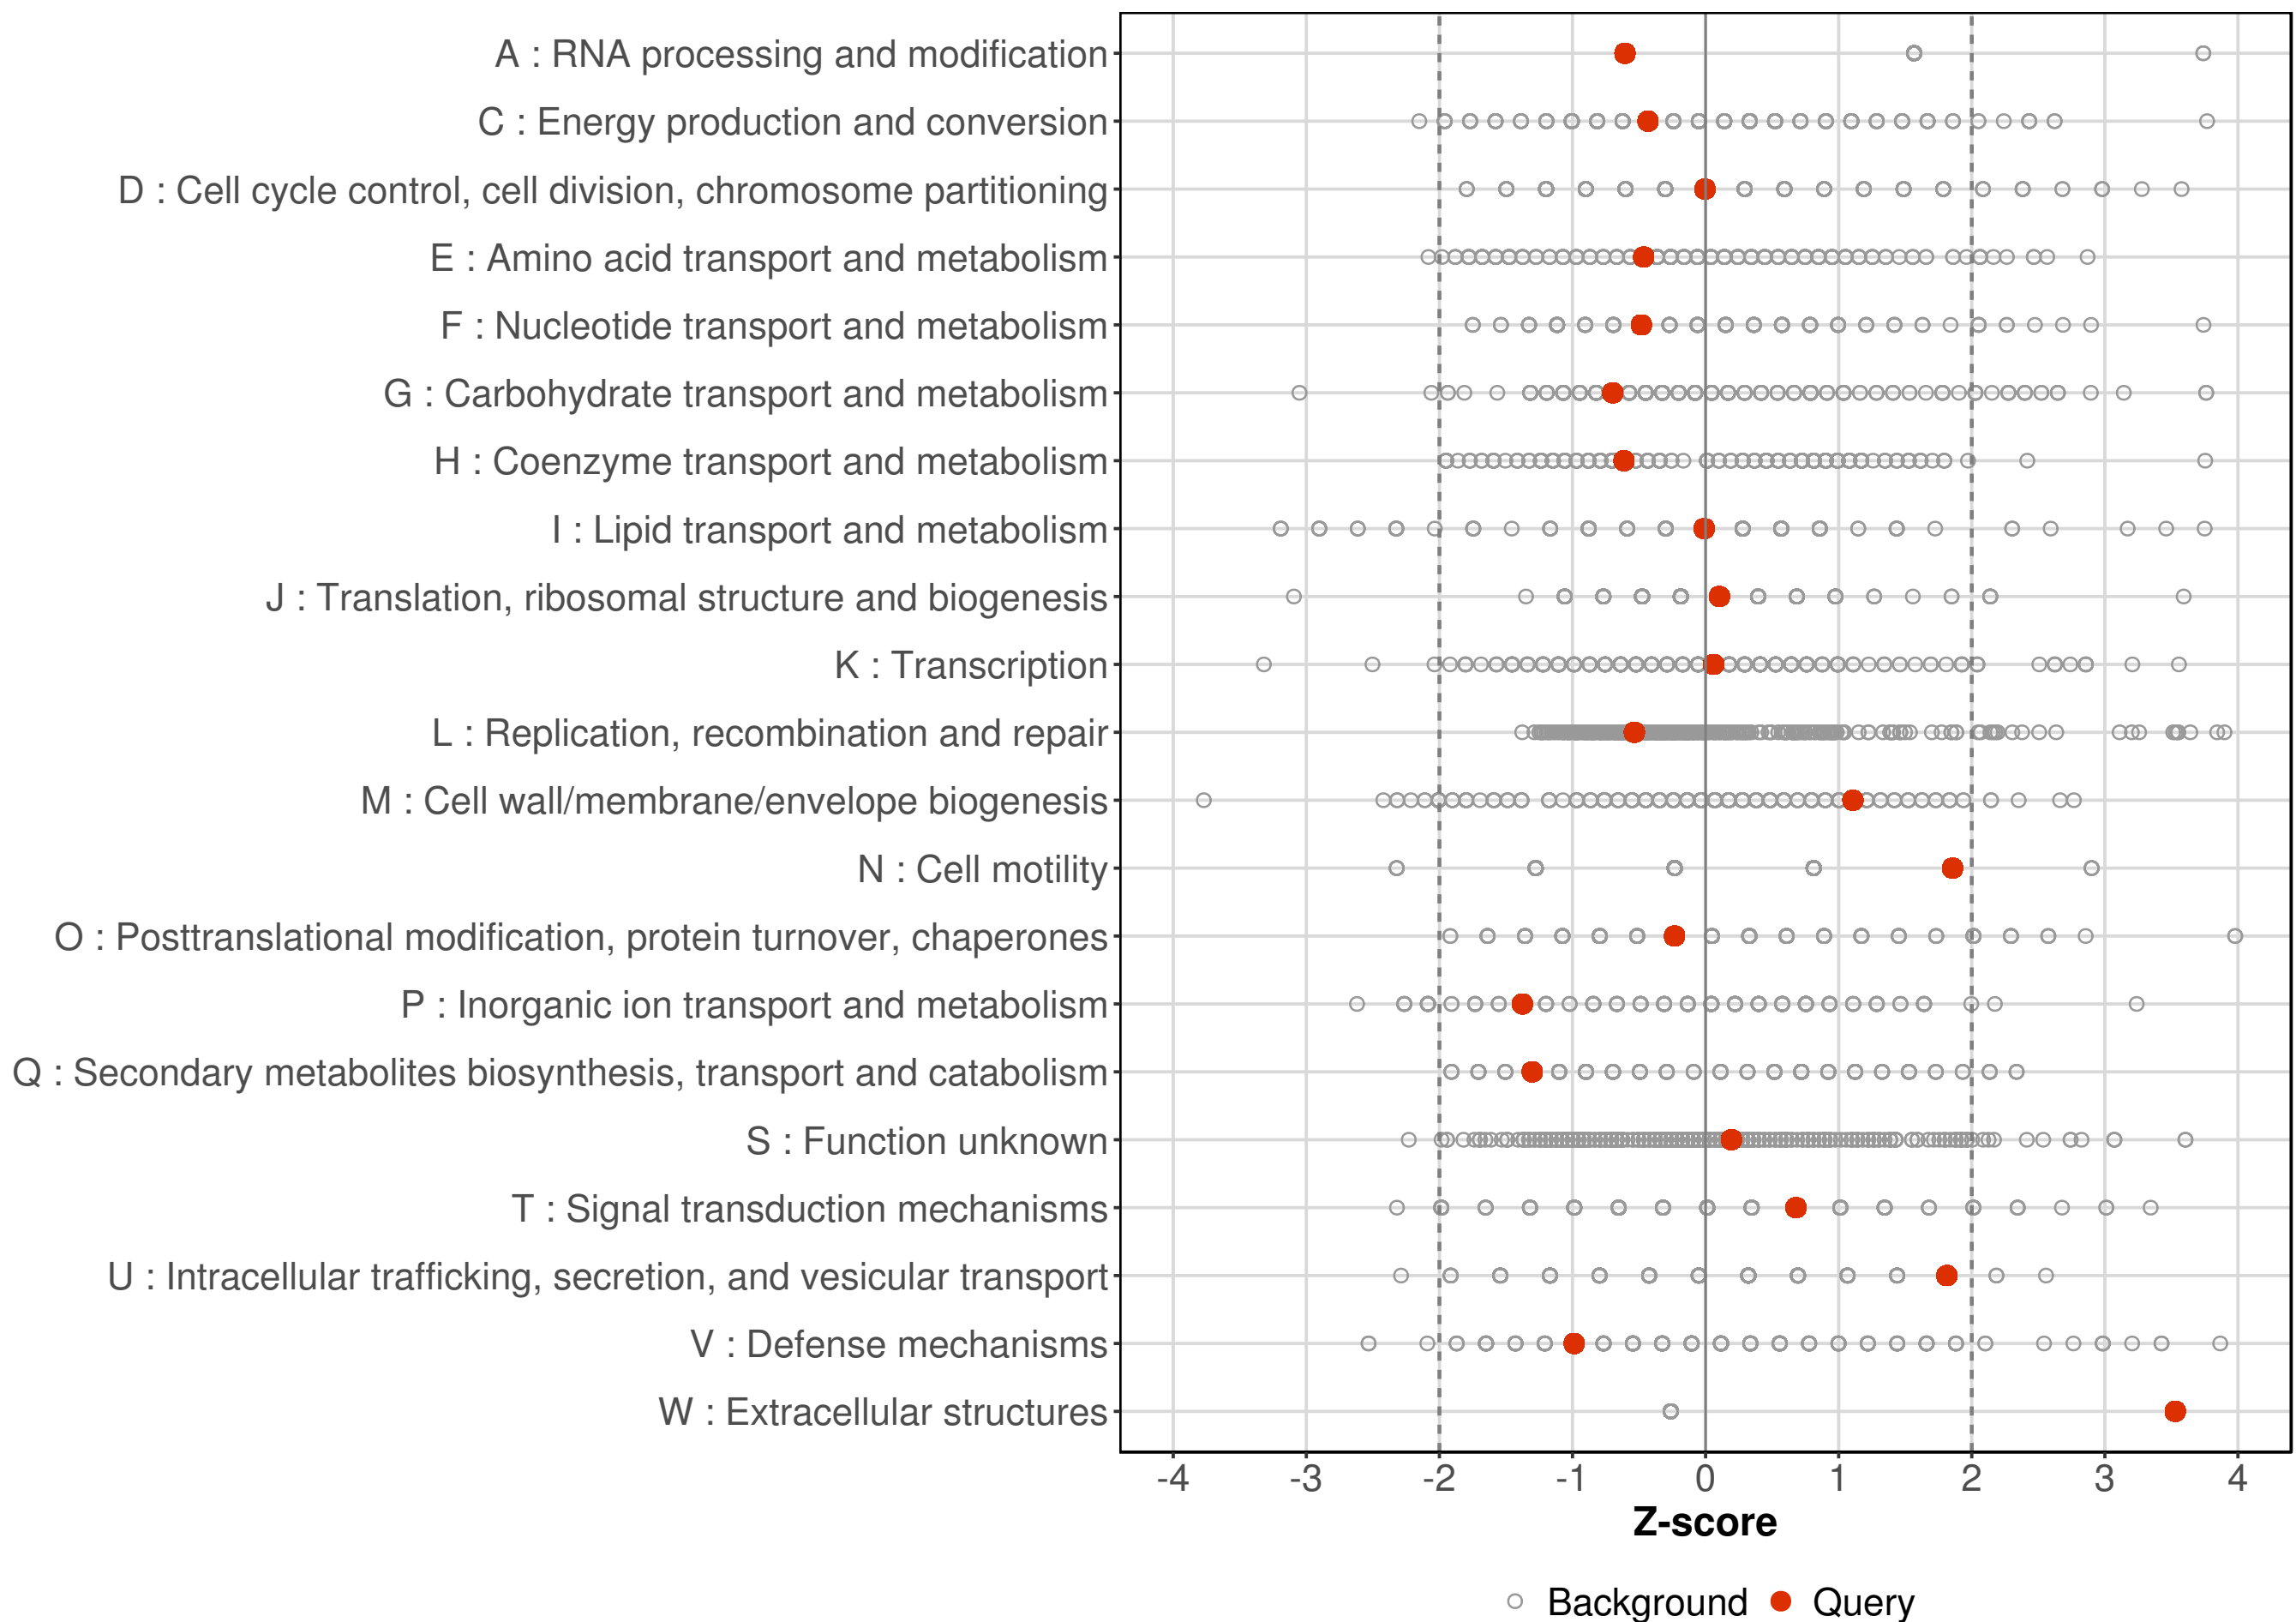 A : RNA processing and modification
C : Energy production and conversion
D : Cell cycle control, cell division, chromosome partitioning
E : Amino acid transport and metabolism
F : Nucleotide transport and metabolism
G : Carbohydrate transport and metabolism
H : Coenzyme transport and metabolism
I : Lipid transport and metabolism
J : Translation, ribosomal structure and biogenesis
K : Transcription
L : Replication, recombination and repair
M : Cell wall/membrane/envelope biogenesis
N : Cell motility
O : Posttranslational modification, protein turnover, chaperones
P : Inorganic ion transport and metabolism
Q : Secondary metabolites biosynthesis, transport and catabolism
S : Function unknown
T : Signal transduction mechanisms
U : Intracellular trafficking, secretion, and vesicular transport
V : Defense mechanisms
W : Extracellular structures
-4 -3 -2 -1 0 1 2 3 4
Z-score
Background Query